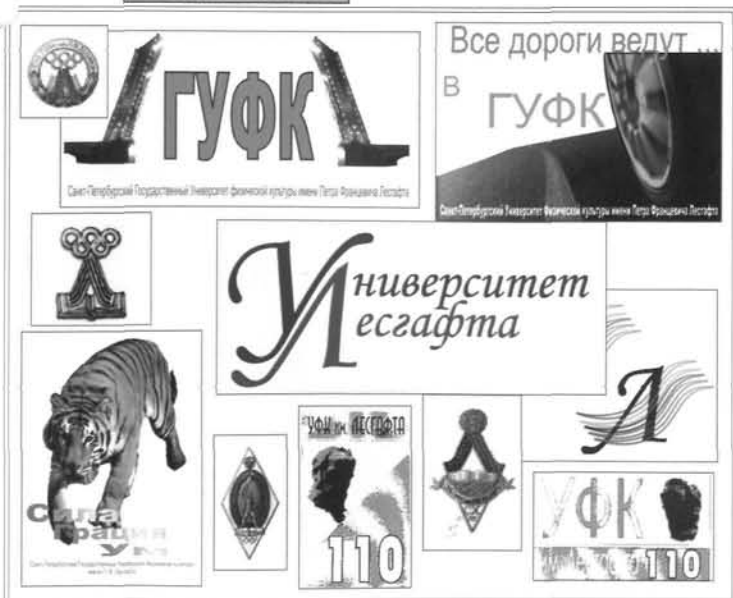 ГУФК
Санкт-Петербургский Государственный Университет физической культуры имени Петра Францевича Лесгафта
Все дороги ведут ...
в
ГУФК
Санкт-Петербургский Университет Физической культуры имени Петра Францевича Лесгафта
Университет
Лесгафта
Л
Сила
Грация
Ум
УФК им. ЛЕСГАФТА
110
УФК
110